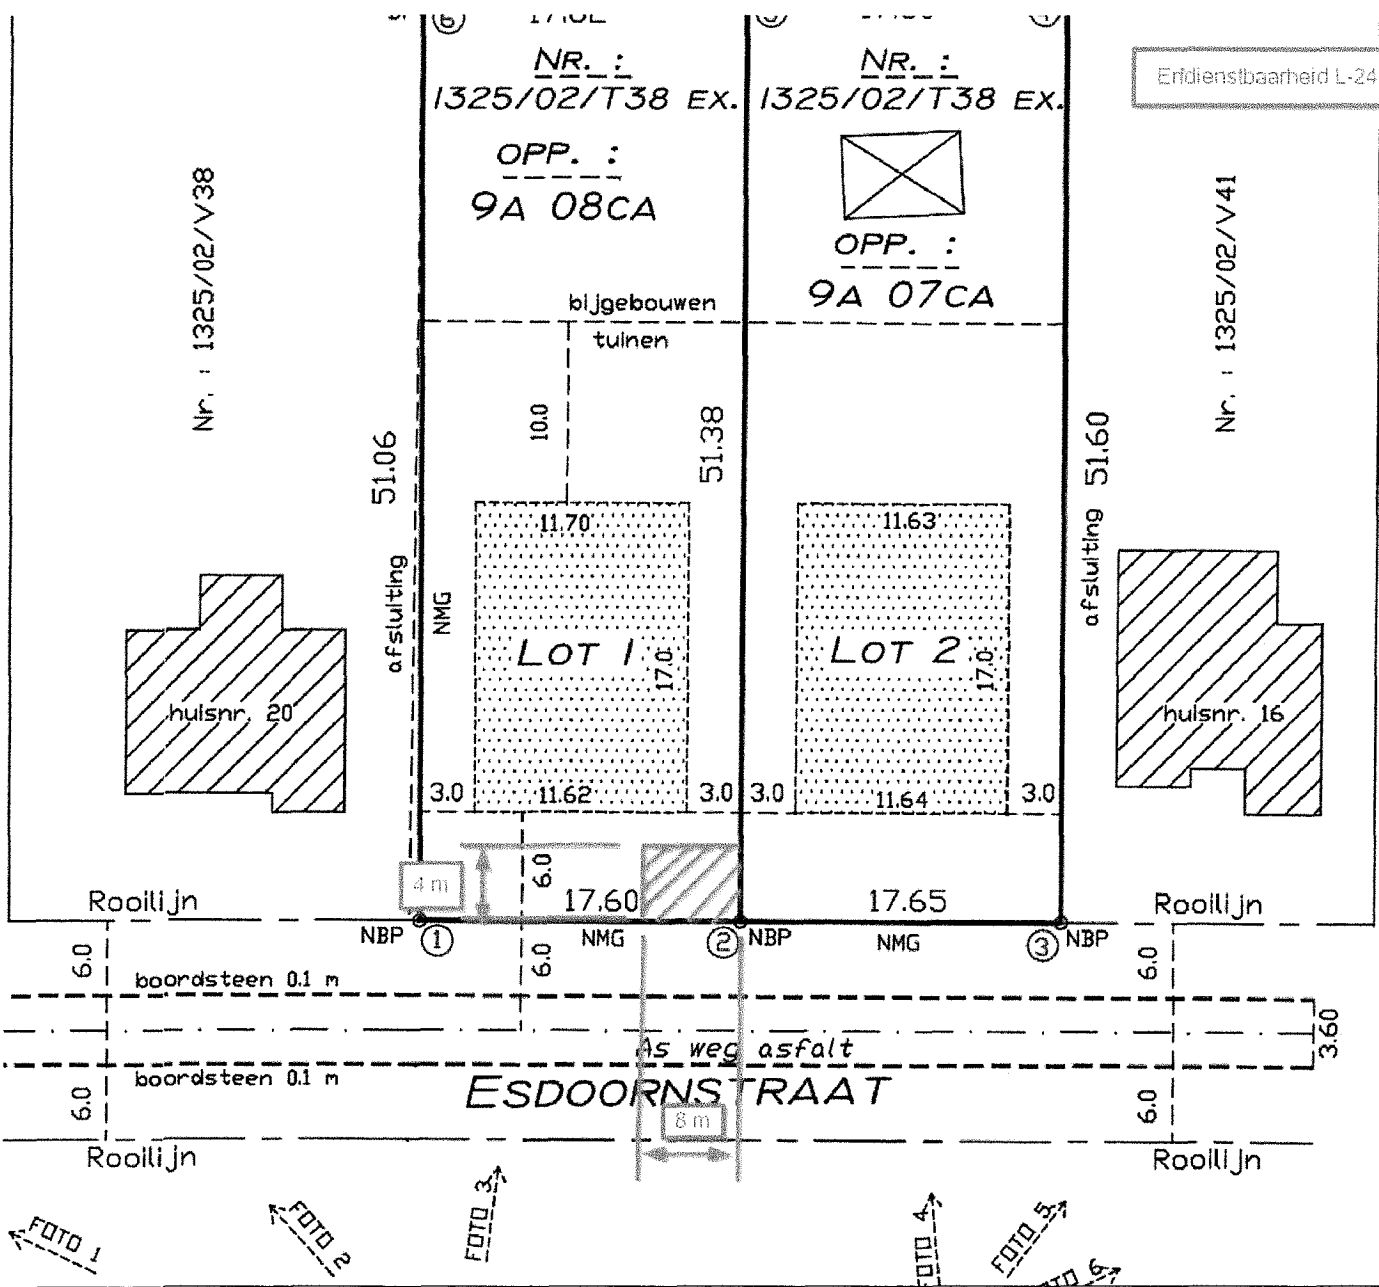 Nr. : 1325/02/V38
NR. :
1325/02/T38 EX.
OPP. :
9A 08CA
NR. :
1325/02/T38 EX.
OPP. :
9A 07CA
Erfdienstbaarheid L-24
Nr. : 1325/02/V41
bijgebouwen
tuinen
10.0
51.06
51.38
51.60
afsluiting
NMG
afsluiting
11.70
11.63
LOT 1
17.0
LOT 2
17.0
huisnr. 20
huisnr. 16
3.0
11.62
3.0
3.0
11.64
3.0
4 m
6.0
17.60
17.65
Rooilijn
Rooilijn
NBP
1
NMG
2
NBP
NMG
3
NBP
6.0
6.0
6.0
boordsteen 0.1 m
As weg asfalt
3.60
boordsteen 0.1 m
ESDOORNSTRAAT
6.0
8 m
6.0
Rooilijn
Rooilijn
FOTO 1
FOTO 2
FOTO 3
FOTO 4
FOTO 5
FOTO 6